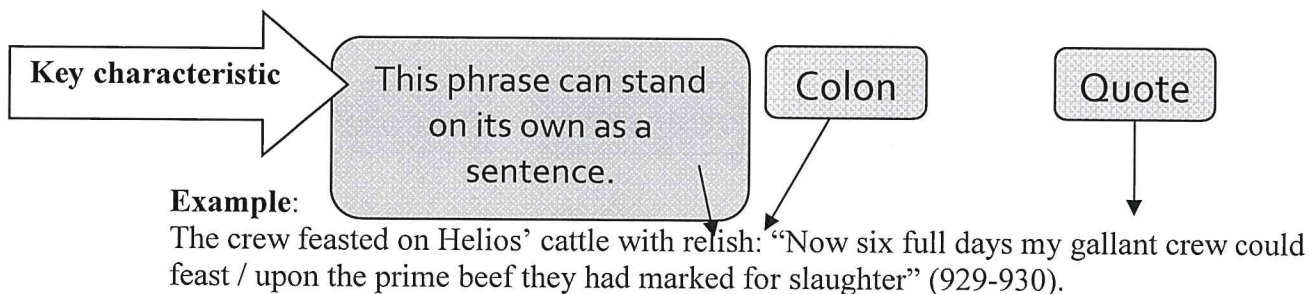 Key characteristic
This phrase can stand
on its own as a
sentence.
Colon
Quote
Example:
The crew feasted on Helios’ cattle with relish: “Now six full days my gallant crew could
feast / upon the prime beef they had marked for slaughter” (929-930).